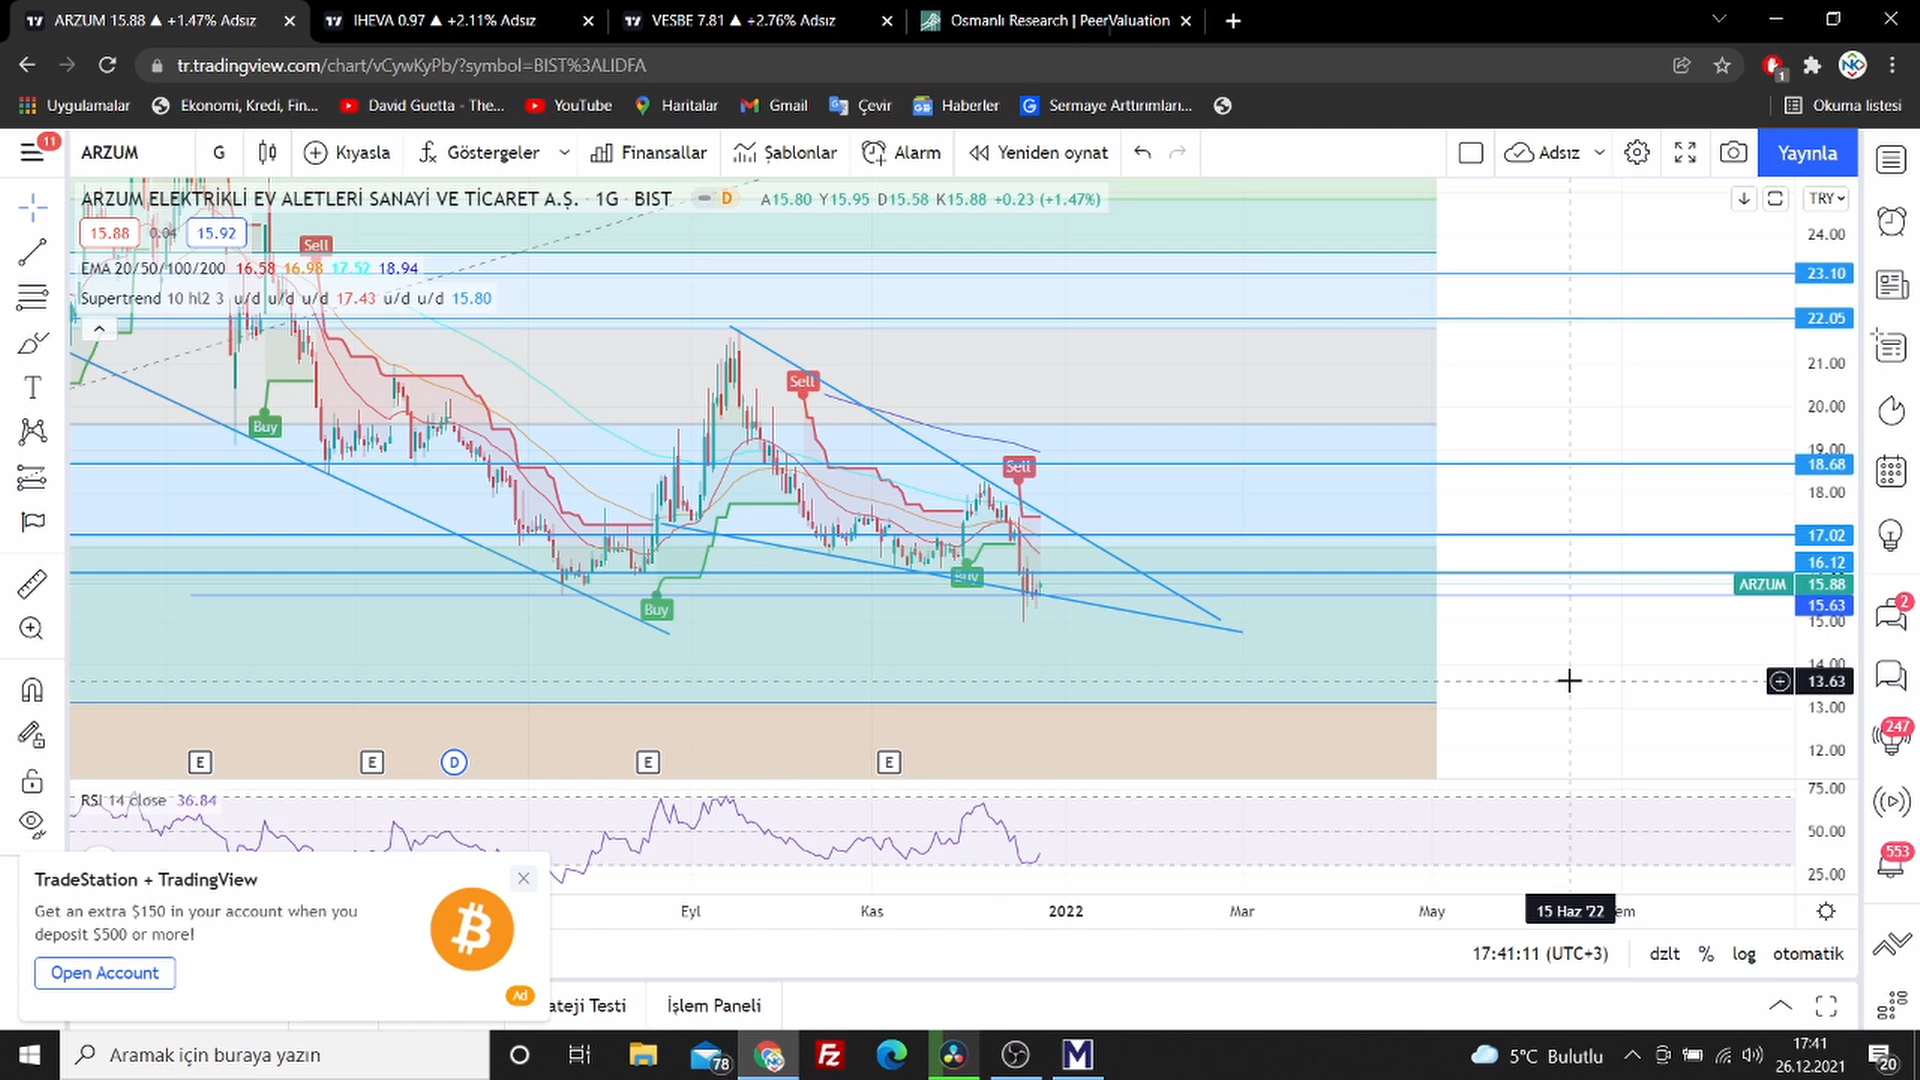 ARZUM 15.88 ▲ +1.47% Adsız
IHEVA 0.97 ▲ +2.11% Adsız
VESBE 7.81 ▲ +2.76% Adsız
Osmanlı Research | PeerValuation
tr.tradingview.com/chart/vCywKyPb/?symbol=BIST%3ALIDFA
1
Uygulamalar
Ekonomi, Kredi, Fin...
David Guetta - The...
YouTube
Haritalar
Gmail
Çevir
Haberler
Sermaye Arttırımları...
Okuma listesi
11
ARZUM
G
Kıyasla
Göstergeler
Finansallar
Şablonlar
Alarm
Yeniden oynat
Adsız
Yayınla
ARZUM ELEKTRİKLİ EV ALETLERİ SANAYİ VE TİCARET A.Ş. · 1G · BIST
D
A15.80 Y15.95 D15.58 K15.88 +0.23 (+1.47%)
TRY
15.88 0.04 15.92
EMA 20/50/100/200 16.58 16.98 17.52 18.94
Supertrend 10 hl2 3 u/d u/d u/d 17.43 u/d u/d 15.80
Sell
Buy
Sell
Buy
Sell
Buy
24.00
23.10
22.05
21.00
20.00
19.00
18.68
18.00
17.02
16.12
ARZUM 15.88
15.63
15.00
14.00
13.63
13.00
12.00
E
E
D
E
E
RSI 14 close 36.84
75.00
50.00
25.00
Eyl
Kas
2022
Mar
May
15 Haz '22
em
TradeStation + TradingView
Get an extra $150 in your account when you
deposit $500 or more!
Open Account
Ad
17:41:11 (UTC+3)
dzlt
%
log
otomatik
ateji Testi
İşlem Paneli
2
247
553
Aramak için buraya yazın
78
5°C Bulutlu
17:41
26.12.2021
20